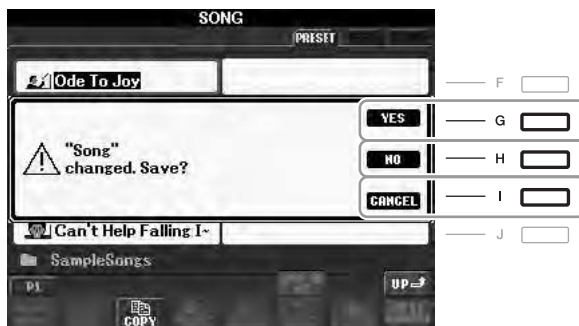 SONG
PRESET
Ode To Joy
F
YES
G
"Song"
changed. Save?
NO
H
CANCEL
I
Can't Help Falling I~
J
SampleSongs
P1
UP
COPY